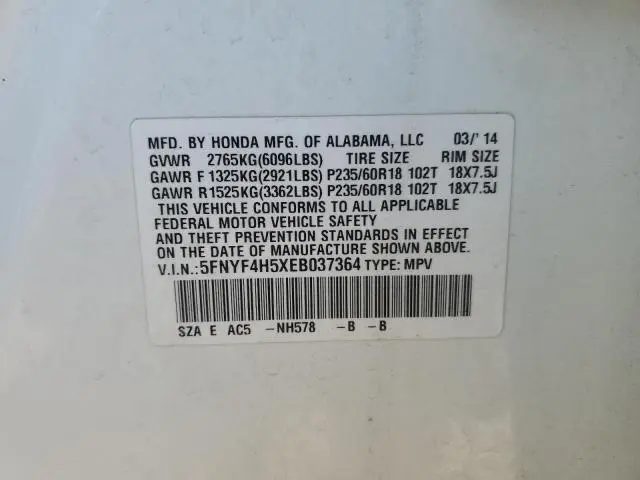 MFD. BY HONDA MFG. OF ALABAMA, LLC 03/'14
GVWR 2765KG(6096LBS) TIRE SIZE RIM SIZE
GAWR F 1325KG(2921LBS) P235/60R18 102T 18X7.5J
GAWR R1525KG(3362LBS) P235/60R18 102T 18X7.5J
THIS VEHICLE CONFORMS TO ALL APPLICABLE
FEDERAL MOTOR VEHICLE SAFETY
AND THEFT PREVENTION STANDARDS IN EFFECT
ON THE DATE OF MANUFACTURE SHOWN ABOVE.
V.I.N.:5FNYF4H5XEB037364 TYPE: MPV
SZA E AC5 -NH578 -B -B